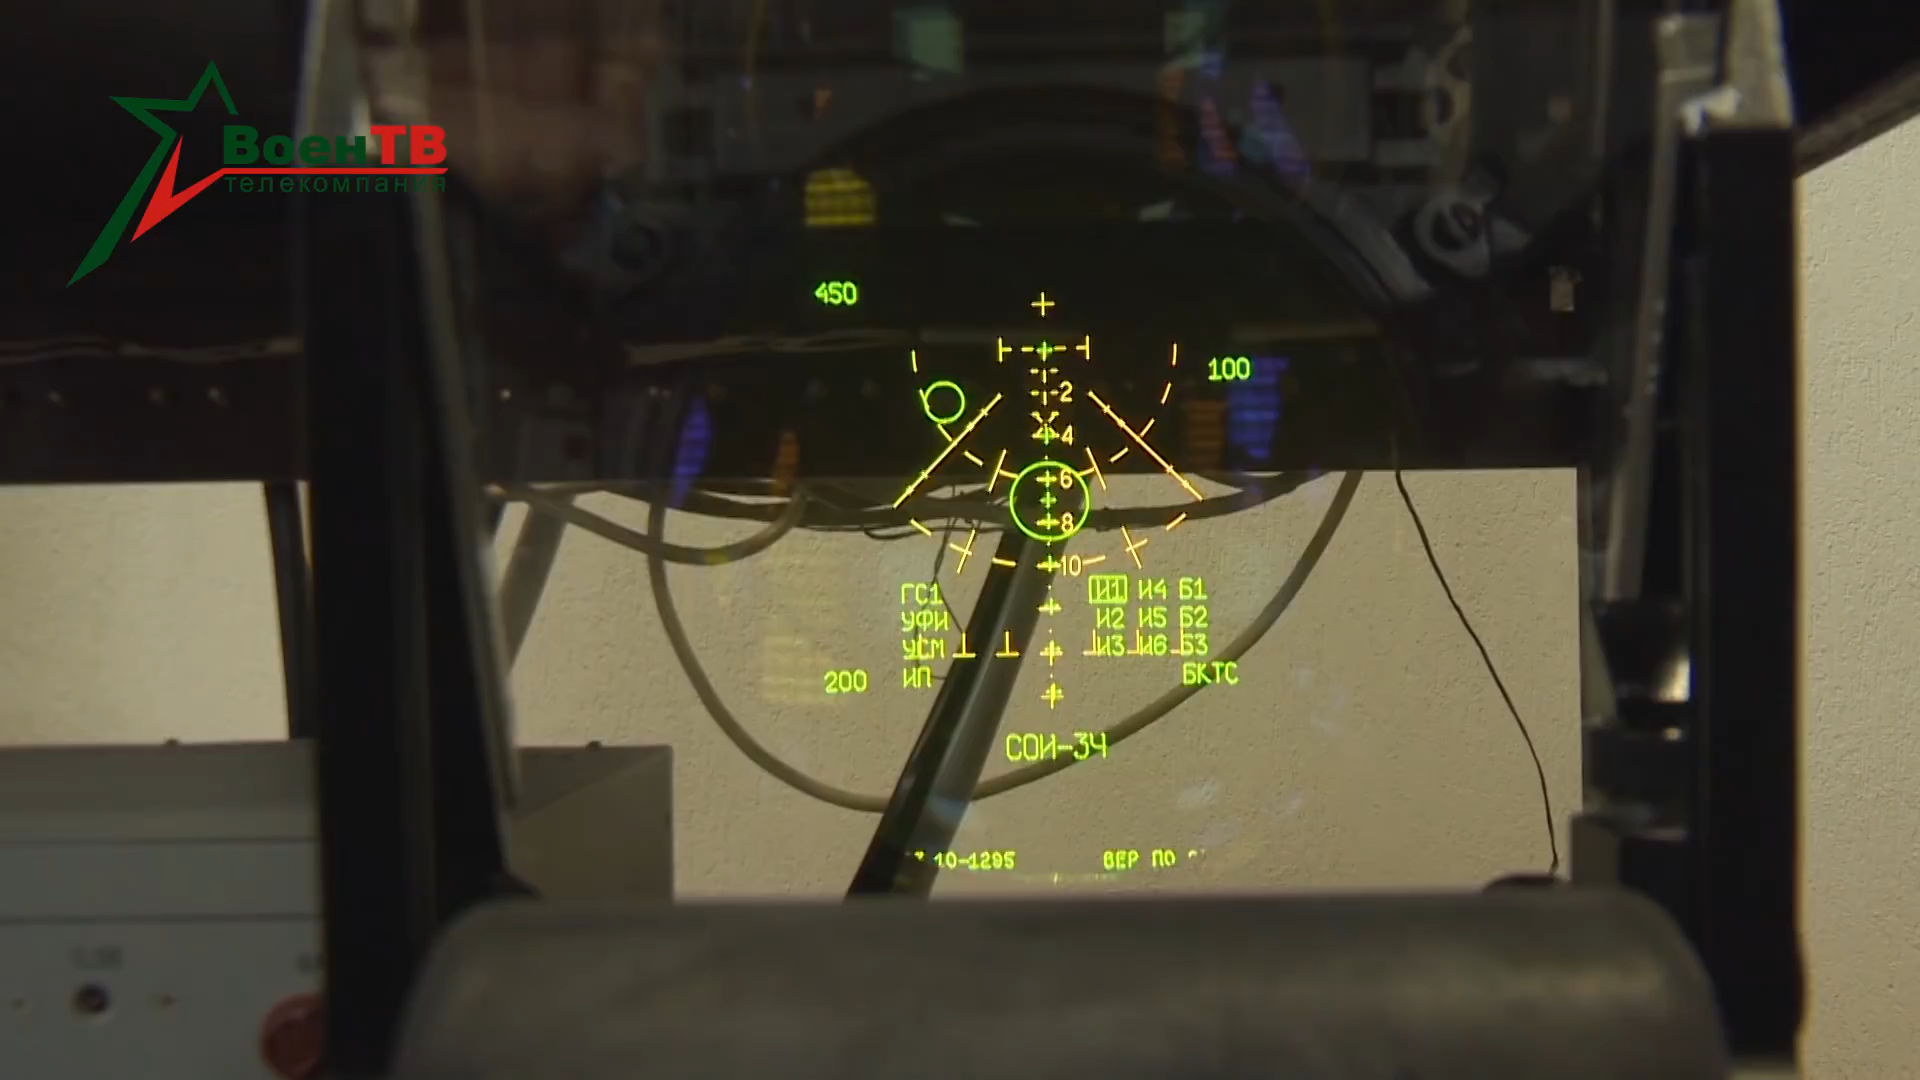 ВоенТВ
телекомпания
450
100
2
4
6
8
10
ГС1
УФИ
УСМ
ИП
И1 И4 Б1
И2 И5 Б2
И3 И6 Б3
БКТС
200
СОИ-3Ч
10-1295
ВЕР ПО